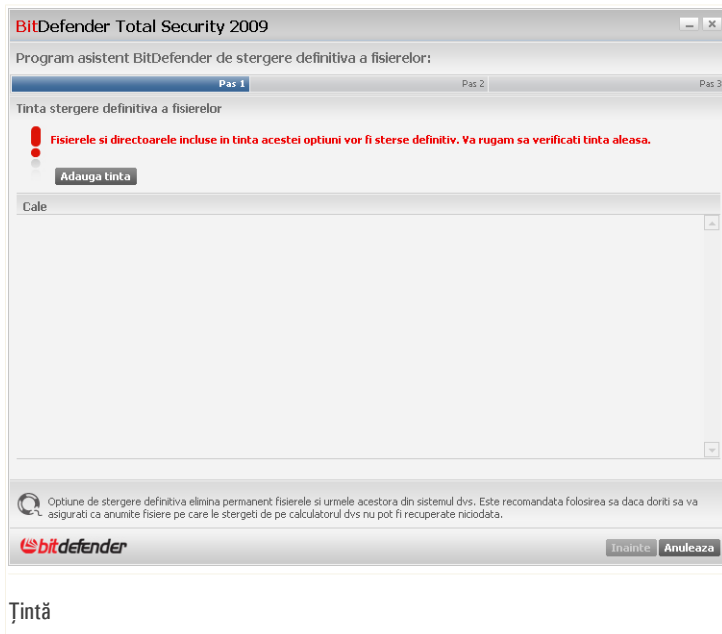 BitDefender Total Security 2009
Program asistent BitDefender de stergere definitiva a fisierelor:
Pas 1 Pas 2 Pas 3
Tinta stergere definitiva a fisierelor
Fisierele si directoarele incluse in tinta acestei optiuni vor fi sterse definitiv. Va rugam sa verificati tinta aleasa.
Adauga tinta
Cale
Optiune de stergere definitiva elimina permanent fisierele si urmele acestora din sistemul dvs. Este recomandata folosirea sa daca doriti sa va
asigurati ca anumite fisiere pe care le stergeti de pe calculatorul dvs nu pot fi recuperate niciodata.
bitdefender Inainte Anuleaza
Țintă